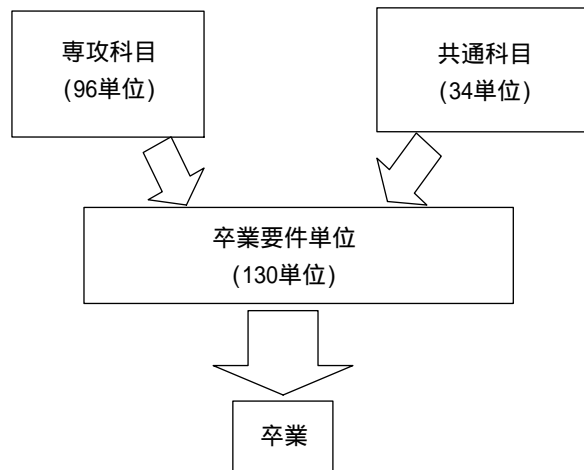 専攻科目
(96単位)
共通科目
(34単位)
卒業要件単位
(130単位)
卒業